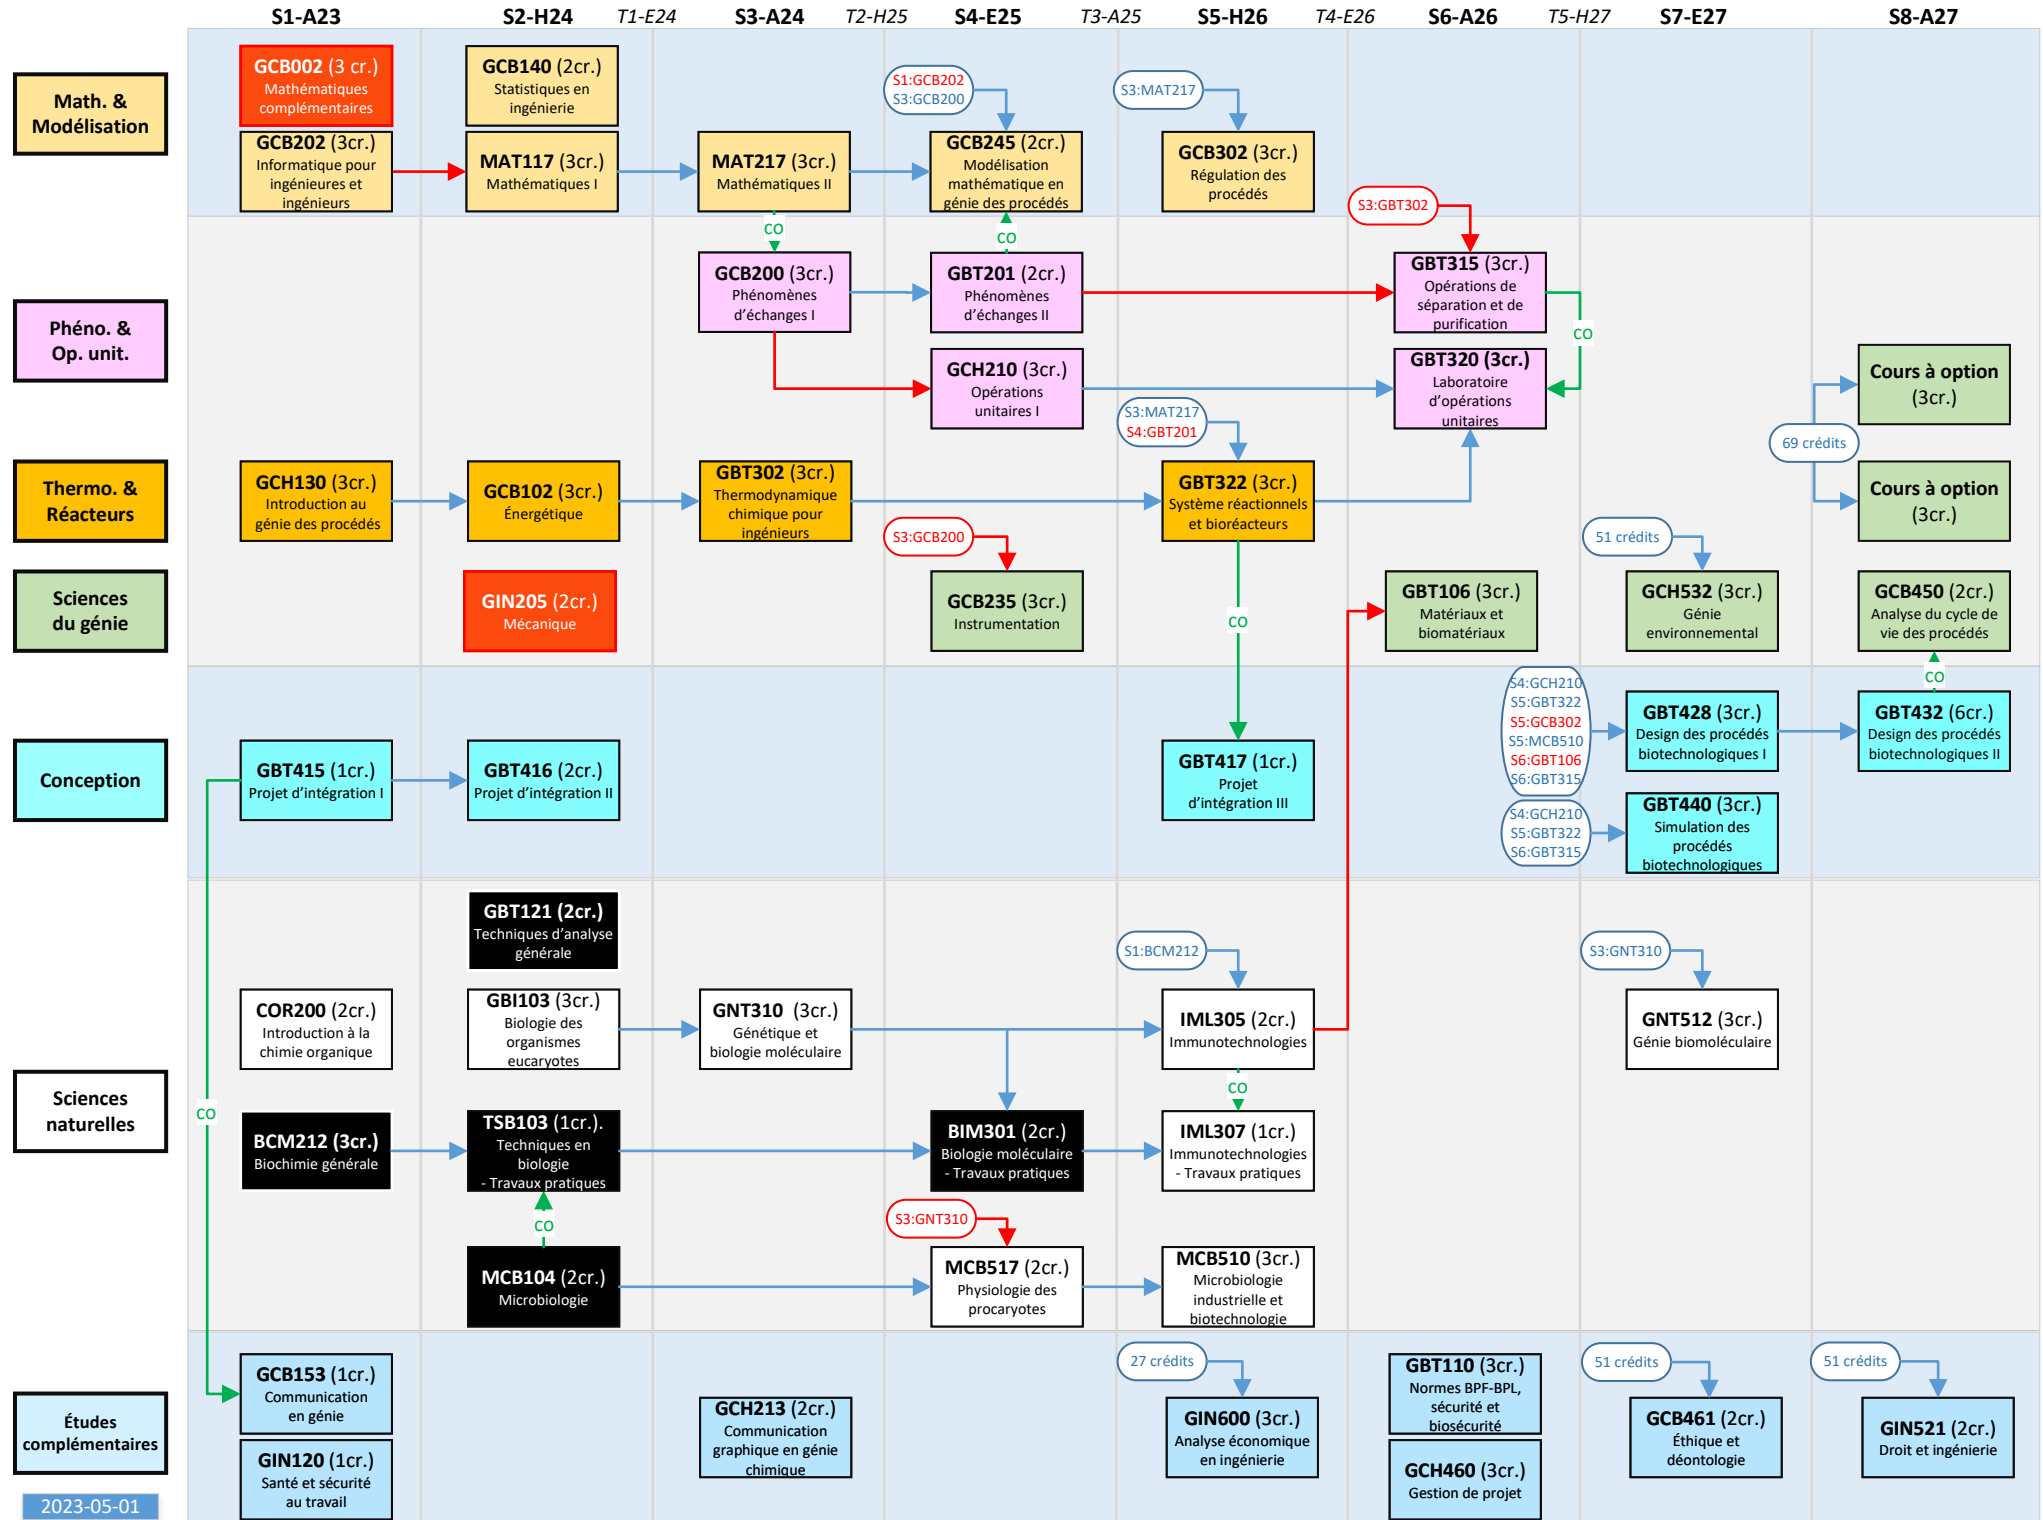 S1-A23 S2-H24 T1-E24 S3-A24 T2-H25 S4-E25 T3-A25 S5-H26 T4-E26 S6-A26 T5-H27 S7-E27 S8-A27
Math. &
Modélisation
GCB002 (3 cr.)
Mathématiques
complémentaires
GCB202 (3cr.)
Informatique pour
ingénieures et
ingénieurs
GCB140 (2cr.)
Statistiques en
ingénierie
MAT117 (3cr.)
Mathématiques I
MAT217 (3cr.)
Mathématiques II
S1:GCB202
S3:GCB200
GCB245 (2cr.)
Modélisation
mathématique en
génie des procédés
S3:MAT217
GCB302 (3cr.)
Régulation des
procédés
CO
CO
S3:GBT302
Phéno. &
Op. unit.
GCB200 (3cr.)
Phénomènes
d'échanges I
GBT201 (2cr.)
Phénomènes
d'échanges II
GCH210 (3cr.)
Opérations
unitaires I
GBT315 (3cr.)
Opérations de
séparation et de
purification
CO
GBT320 (3cr.)
Laboratoire
d'opérations
unitaires
Cours à option
(3cr.)
69 crédits
Cours à option
(3cr.)
Thermo. &
Réacteurs
GCH130 (3cr.)
Introduction au
génie des procédés
GCB102 (3cr.)
Énergétique
GBT302 (3cr.)
Thermodynamique
chimique pour
ingénieurs
S3:MAT217
S4:GBT201
GBT322 (3cr.)
Système réactionnels
et bioréacteurs
Sciences
du génie
GIN205 (2cr.)
Mécanique
S3:GCB200
GCB235 (3cr.)
Instrumentation
CO
GBT106 (3cr.)
Matériaux et
biomatériaux
51 crédits
GCH532 (3cr.)
Génie
environnemental
GCB450 (2cr.)
Analyse du cycle de
vie des procédés
CO
Conception
GBT415 (1cr.)
Projet d'intégration I
GBT416 (2cr.)
Projet d'intégration II
GBT417 (1cr.)
Projet
d'intégration III
S4:GCH210
S5:GBT322
S5:GCB302
S5:MCB510
S6:GBT106
S6:GBT315
GBT428 (3cr.)
Design des procédés
biotechnologiques I
GBT432 (6cr.)
Design des procédés
biotechnologiques II
S4:GCH210
S5:GBT322
S6:GBT315
GBT440 (3cr.)
Simulation des
procédés
biotechnologiques
Sciences
naturelles
CO
COR200 (2cr.)
Introduction à la
chimie organique
BCM212 (3cr.)
Biochimie générale
GBT121 (2cr.)
Techniques d'analyse
générale
GBI103 (3cr.)
Biologie des
organismes
eucaryotes
TSB103 (1cr.).
Techniques en
biologie
- Travaux pratiques
CO
MCB104 (2cr.)
Microbiologie
GNT310 (3cr.)
Génétique et
biologie moléculaire
BIM301 (2cr.)
Biologie moléculaire
- Travaux pratiques
S3:GNT310
MCB517 (2cr.)
Physiologie des
procaryotes
S1:BCM212
IML305 (2cr.)
Immunotechnologies
CO
IML307 (1cr.)
Immunotechnologies
- Travaux pratiques
MCB510 (3cr.)
Microbiologie
industrielle et
biotechnologie
S3:GNT310
GNT512 (3cr.)
Génie biomoléculaire
Études
complémentaires
GCB153 (1cr.)
Communication
en génie
GIN120 (1cr.)
Santé et sécurité
au travail
GCH213 (2cr.)
Communication
graphique en génie
chimique
27 crédits
GIN600 (3cr.)
Analyse économique
en ingénierie
GBT110 (3cr.)
Normes BPF-BPL,
sécurité et
biosécurité
GCH460 (3cr.)
Gestion de projet
51 crédits
GCB461 (2cr.)
Éthique et
déontologie
51 crédits
GIN521 (2cr.)
Droit et ingénierie
2023-05-01